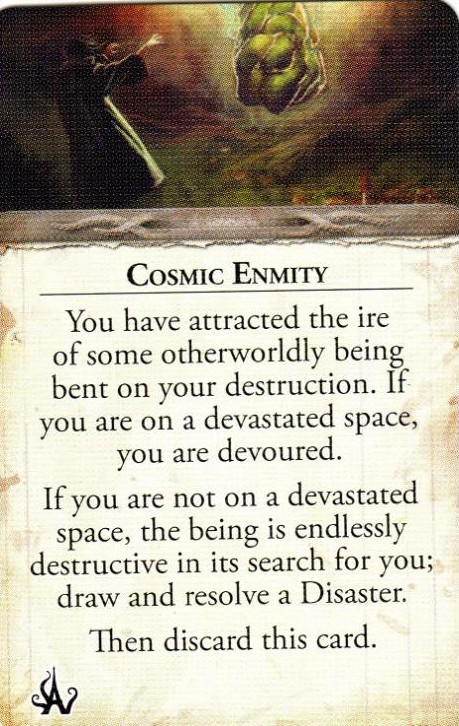 COSMIC ENMITY
You have attracted the ire
of some otherworldly being
bent on your destruction. If
you are on a devastated space,
you are devoured.
If you are not on a devastated
space, the being is endlessly
destructive in its search for you;
draw and resolve a Disaster.
Then discard this card.